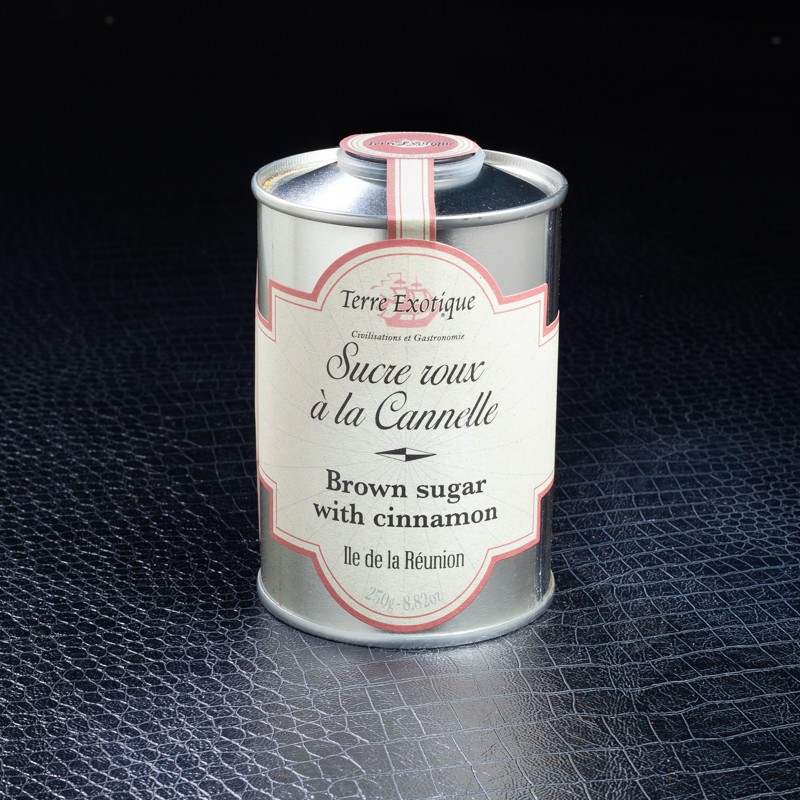 Terre Exotique
Terre Exotique
Civilisations et Gastronomie
Sucre roux
à la Cannelle
Brown sugar
with cinnamon
Ile de la Réunion
250g - 8.82oz